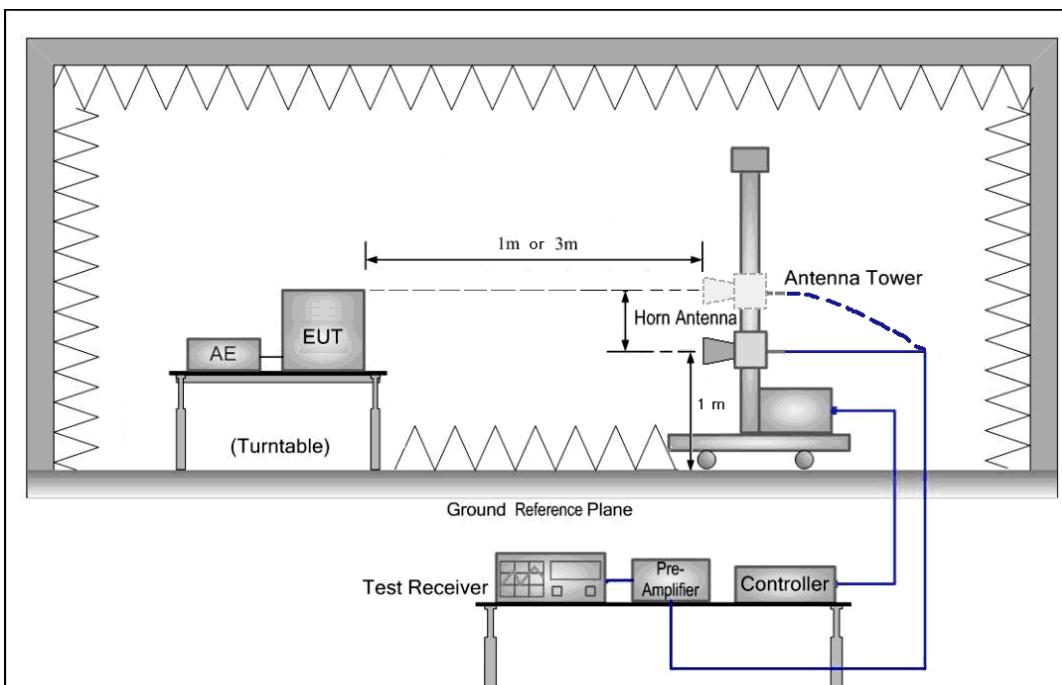 1m or 3m
Antenna Tower
Horn Antenna
EUT
AE
1 m
(Turntable)
Ground Reference Plane
Test Receiver
Pre-
Amplifier
Controller